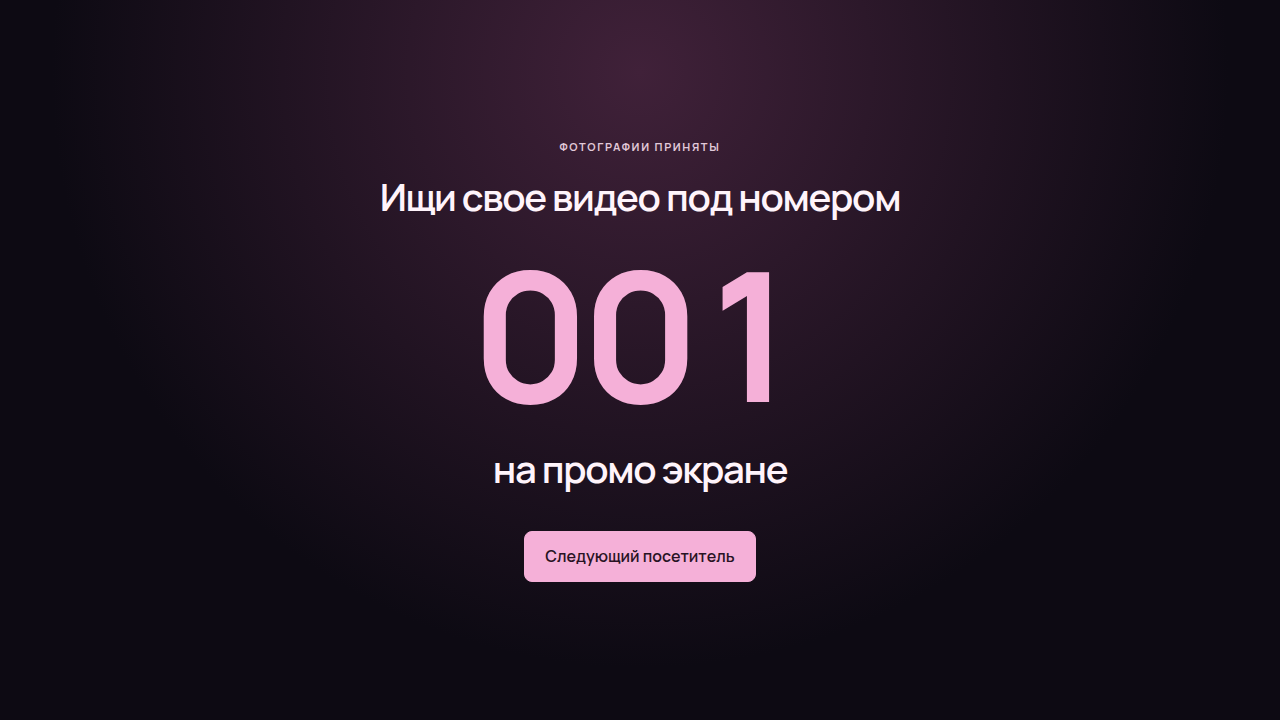 ФОТОГРАФИИ ПРИНЯТЫ
Ищи свое видео под номером
001
на промо экране
Следующий посетитель